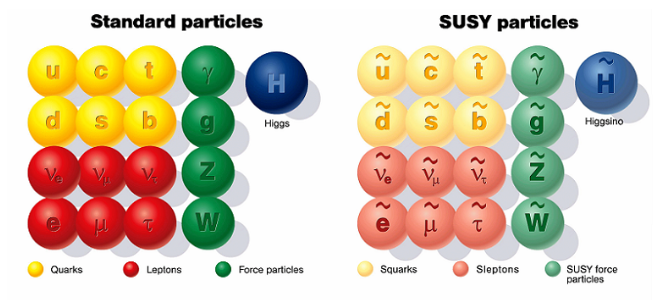 Standard particles
SUSY particles
u c t γ
H
Higgs
d s b g
νe νμ ντ Z
e μ τ W
Quarks
Leptons
Force particles
ũ c̃ t̃ γ̃
H̃
Higgsino
d̃ s̃ b̃ g̃
ν̃e ν̃μ ν̃τ Z̃
ẽ μ̃ τ̃ W̃
Squarks
Sleptons
SUSY force
particles